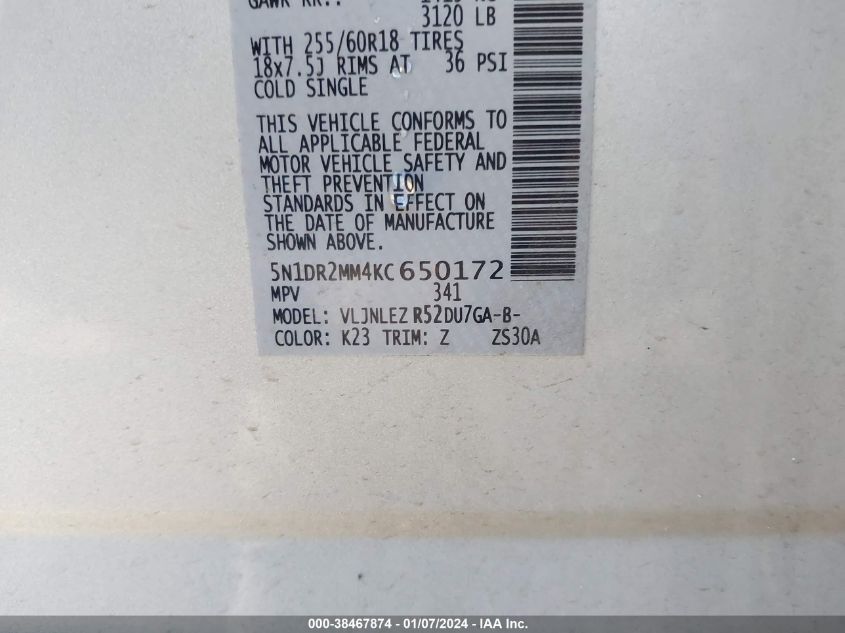 3120 LB
WITH 255/60R18 TIRES
18x7.5J RIMS AT 36 PSI
COLD SINGLE
THIS VEHICLE CONFORMS TO
ALL APPLICABLE FEDERAL
MOTOR VEHICLE SAFETY AND
THEFT PREVENTION
STANDARDS IN EFFECT ON
THE DATE OF MANUFACTURE
SHOWN ABOVE.
5N1DR2MM4KC650172
MPV 341
MODEL: VLJNLEZ R52DU7GA-B-
COLOR: K23 TRIM: Z ZS30A
000-38467874 - 01/07/2024 - IAA Inc.